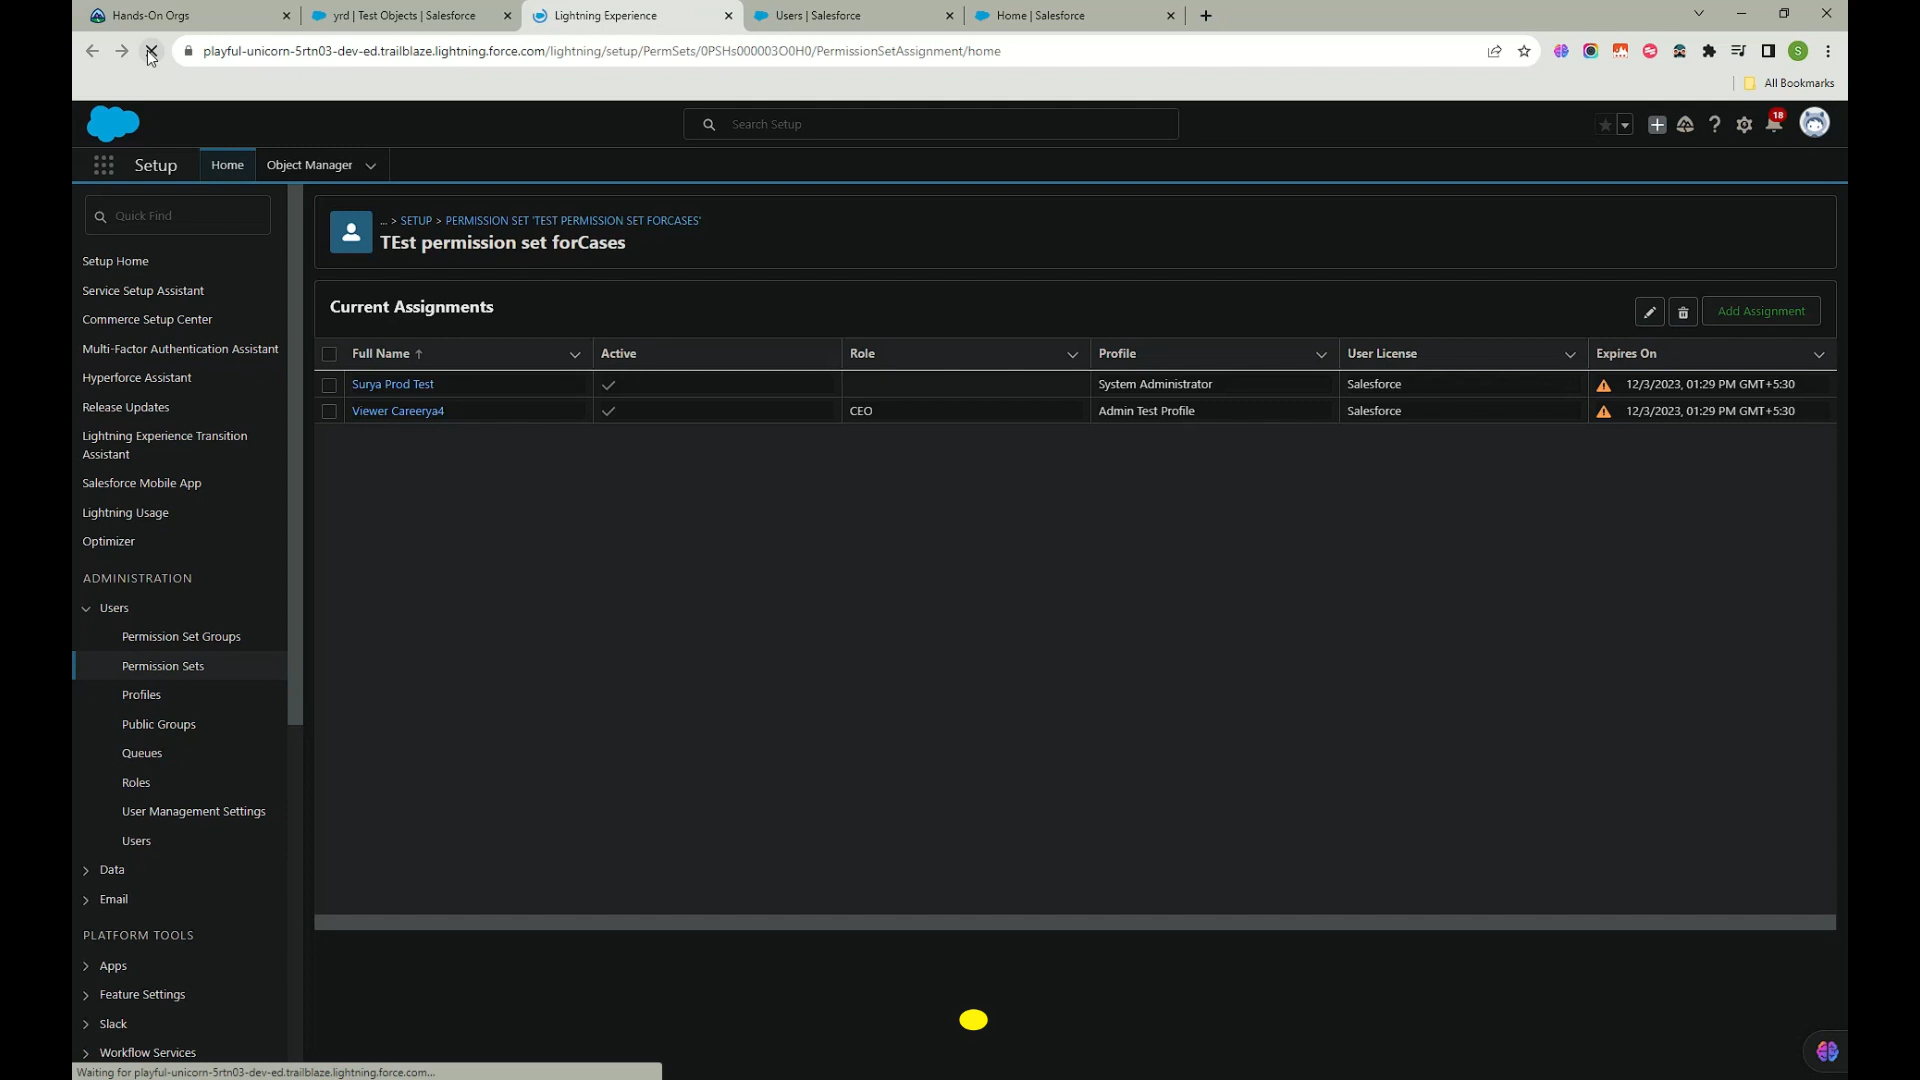 Hands-On Orgs
yrd | Test Objects | Salesforce
Lightning Experience
Users | Salesforce
Home | Salesforce
playful-unicorn-5rtn03-dev-ed.trailblaze.lightning.force.com/lightning/setup/PermSets/0PSHs000003O0H0/PermissionSetAssignment/home
S
All Bookmarks
Search Setup
18
Setup
Home
Object Manager
Quick Find
Setup Home
Service Setup Assistant
Commerce Setup Center
Multi-Factor Authentication Assistant
Hyperforce Assistant
Release Updates
Lightning Experience Transition
Assistant
Salesforce Mobile App
Lightning Usage
Optimizer
ADMINISTRATION
Users
Permission Set Groups
Permission Sets
Profiles
Public Groups
Queues
Roles
User Management Settings
Users
Data
Email
PLATFORM TOOLS
Apps
Feature Settings
Slack
Workflow Services
... > SETUP > PERMISSION SET 'TEST PERMISSION SET FORCASES'
TEst permission set forCases
Current Assignments
Add Assignment
Full Name ↑ Active Role Profile User License Expires On
Surya Prod Test System Administrator Salesforce 12/3/2023, 01:29 PM GMT+5:30
Viewer Careerya4 CEO Admin Test Profile Salesforce 12/3/2023, 01:29 PM GMT+5:30
Waiting for playful-unicorn-5rtn03-dev-ed.trailblaze.lightning.force.com...